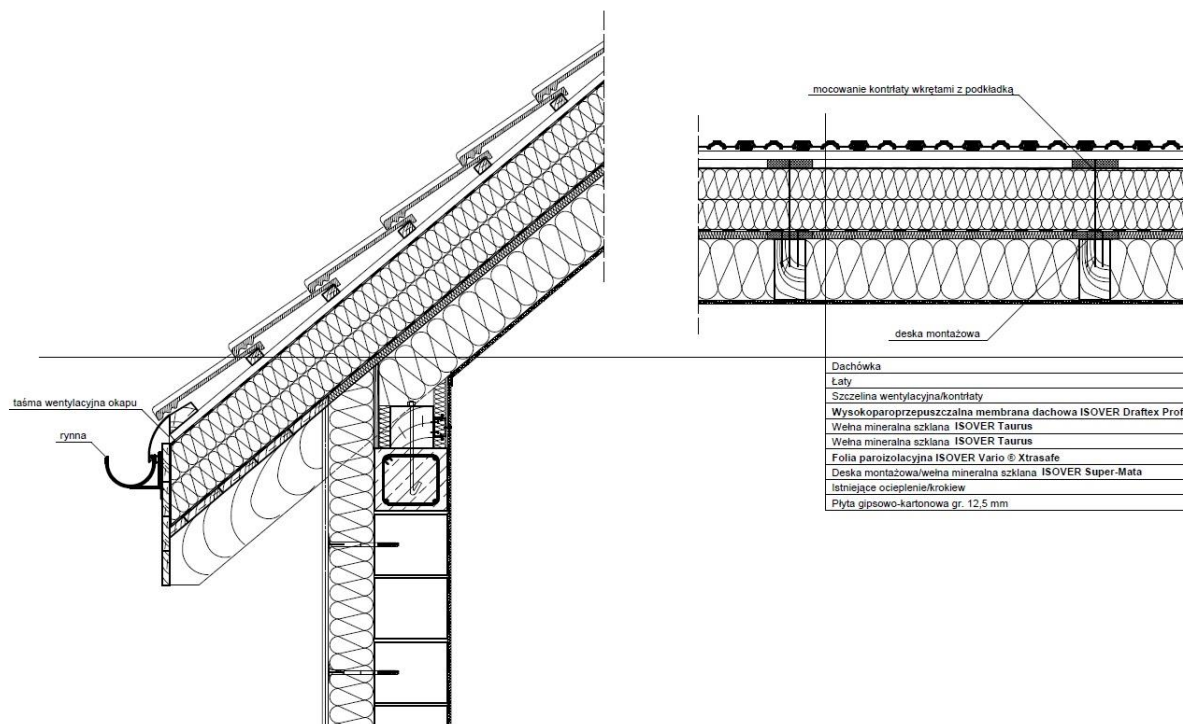 mocowanie kontrłaty wkrętami z podkładką
deska montażowa
taśma wentylacyjna okapu
rynna
Dachówka
Łaty
Szczelina wentylacyjna/kontrłaty
Wysokoparoprzepuszczalna membrana dachowa ISOVER Draftex Prof
Wełna mineralna szklana ISOVER Taurus
Wełna mineralna szklana ISOVER Taurus
Folia paroizolacyjna ISOVER Vario ® Xtrasafe
Deska montażowa/wełna mineralna szklana ISOVER Super-Mata
Istniejące ocieplenie/krokiew
Płyta gipsowo-kartonowa gr. 12,5 mm